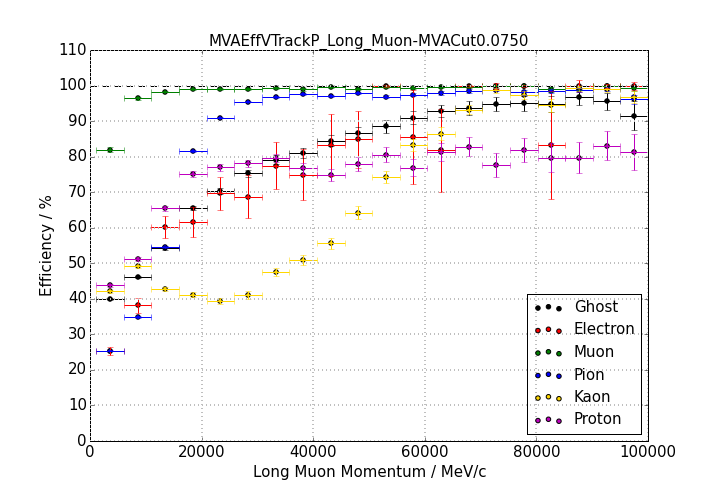 MVAEffVTrackP_Long_Muon-MVACut0.0750
110
100
90
80
70
60
50
40
30
20
10
0
Efficiency / %
0 20000 40000 60000 80000 100000
Long Muon Momentum / MeV/c
Ghost
Electron
Muon
Pion
Kaon
Proton